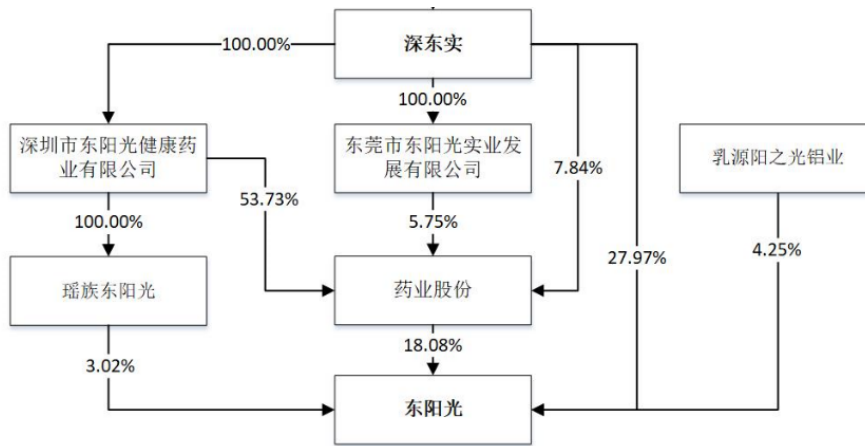 深东实
100.00%
100.00%
深圳市东阳光健康药
业有限公司
东莞市东阳光实业发
展有限公司
乳源阳之光铝业
7.84%
53.73%
100.00%
5.75%
27.97%
4.25%
瑶族东阳光
药业股份
18.08%
3.02%
东阳光